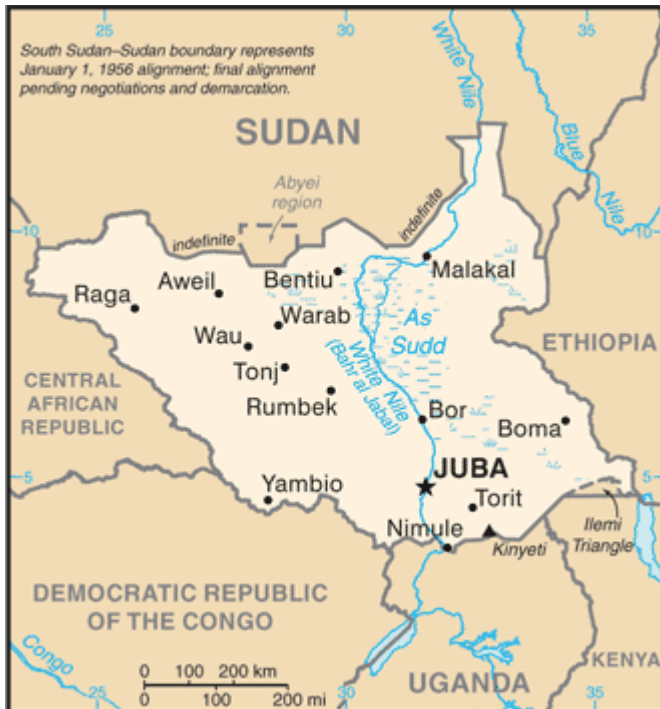 25
30
35
South Sudan–Sudan boundary represents
January 1, 1956 alignment; final alignment
pending negotiations and demarcation.
White Nile
SUDAN
Blue
Nile
Abyei
region
10
10
indefinite
indefinite
Bentiu
Malakal
Aweil
Raga
Warab
As
Sudd
Wau
ETHIOPIA
Tonj
White Nile
(Bahr al Jabal)
CENTRAL
AFRICAN
REPUBLIC
Rumbek
Bor
Boma
5
JUBA
5
Yambio
Torit
Nimule
Kinyeti
Ilemi
Triangle
DEMOCRATIC REPUBLIC
OF THE CONGO
Congo
UGANDA
KENYA
0 100 200 km
0 100 200 mi
25
30
35